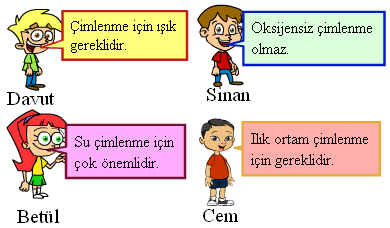 Çimlenme için ışık
gereklidir.
Davut
Oksijensiz çimlenme
olmaz.
Sinan
Su çimlenme için
çok önemlidir.
Betül
Ilık ortam çimlenme
için gereklidir.
Cem